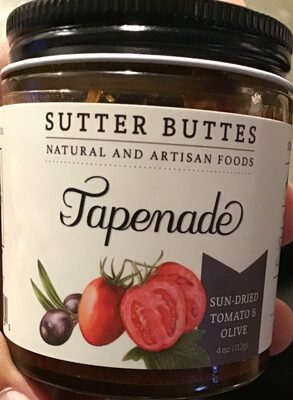 SUTTER BUTTES
NATURAL AND ARTISAN FOODS
Tapenade
SUN-DRIED
TOMATO &
OLIVE
4 oz (113g)